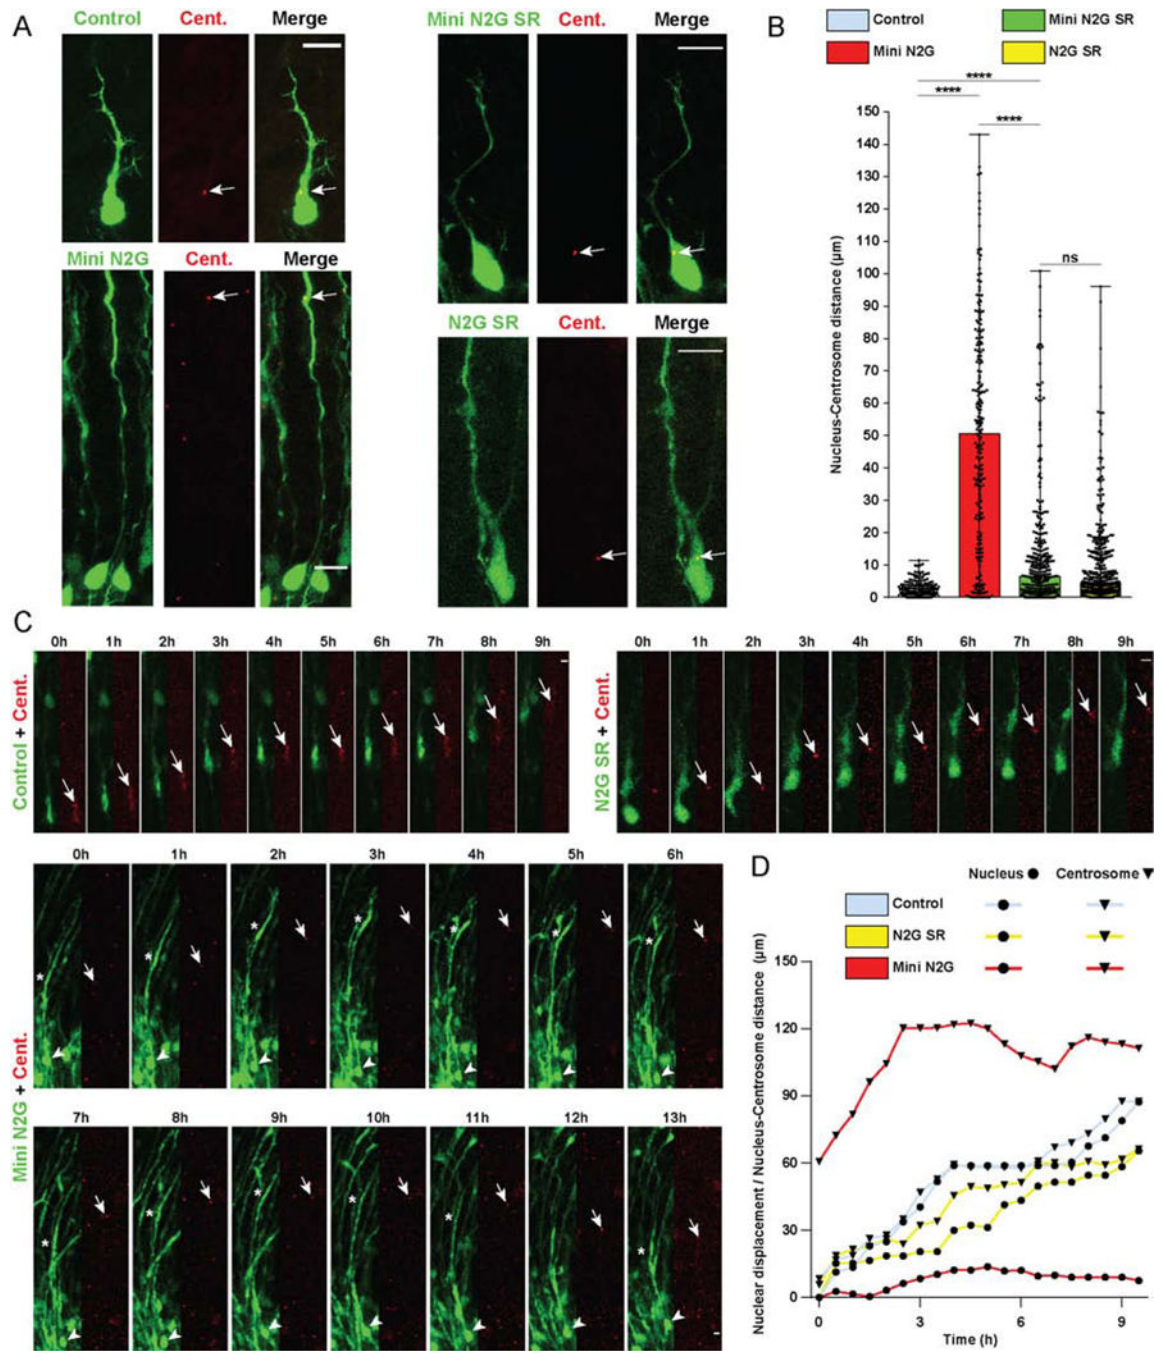 A
Control Cent. Merge
Mini N2G Cent. Merge
Mini N2G SR Cent. Merge
N2G SR Cent. Merge
B
Control Mini N2G SR
Mini N2G N2G SR
****
****
****
ns
Nucleus-Centrosome distance (µm)
150
140
130
120
110
100
90
80
70
60
50
40
30
20
10
0
C
Control + Cent.
0h 1h 2h 3h 4h 5h 6h 7h 8h 9h
N2G SR + Cent.
0h 1h 2h 3h 4h 5h 6h 7h 8h 9h
Mini N2G + Cent.
0h 1h 2h 3h 4h 5h 6h
* * * * * * *
7h 8h 9h 10h 11h 12h 13h
* * * * * *
D
Nucleus Centrosome
Control
N2G SR
Mini N2G
Nuclear displacement / Nucleus-Centrosome distance (µm)
150
120
90
60
30
0
0 3 6 9
Time (h)